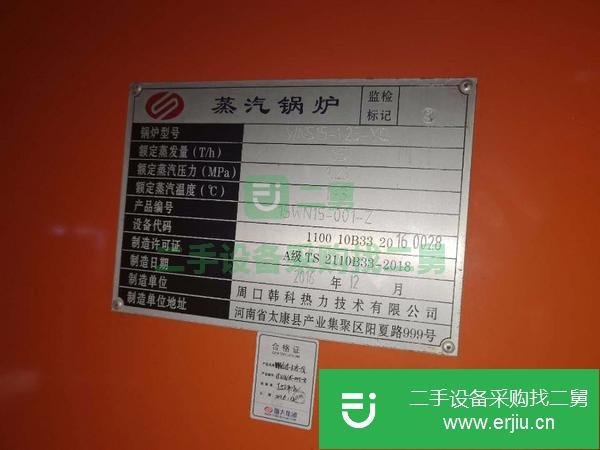 蒸汽锅炉
监检
标记
锅炉型号
额定蒸发量(T/h)
额定蒸汽压力(MPa)
额定蒸汽温度(℃)
产品编号 15WN15-001-2
设备代码 1100 10B33 2016 0028
制造许可证 A级 TS 2110B33-2018
制造日期 2016 年 12 月
制造单位 周口韩科热力技术有限公司
制造单位地址 河南省太康县产业集聚区阳夏路999号
二舅
二手设备采购找二舅
合格证
二手设备采购找二舅
www.erjiu.cn